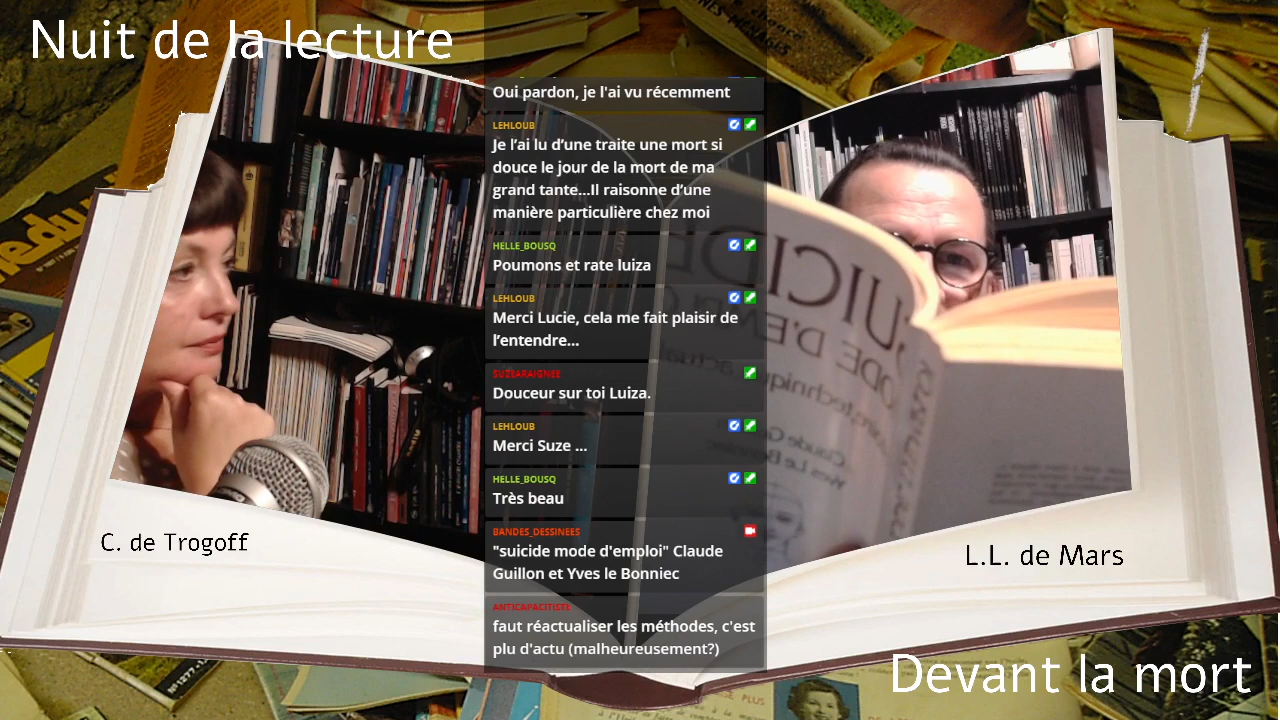 Nuit de la lecture
Oui pardon, je l'ai vu récemment
LEHLOUB
Je l’ai lu d’une traite une mort si
douce le jour de la mort de ma
grand tante...Il raisonne d’une
manière particulière chez moi
HELLE_BOUSQ
Poumons et rate luiza
LEHLOUB
Merci Lucie, cela me fait plaisir de
l’entendre...
SUZEARAIGNEE
Douceur sur toi Luiza.
LEHLOUB
Merci Suze ...
HELLE_BOUSQ
Très beau
BANDES_DESSINEES
"suicide mode d'emploi" Claude
Guillon et Yves le Bonniec
ANTICAPACITISTE
faut réactualiser les méthodes, c'est
plu d'actu (malheureusement?)
C. de Trogoff
L.L. de Mars
Devant la mort